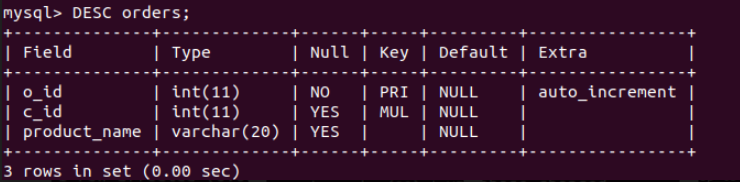 mysql> DESC orders;
+--------------+-------------+------+-----+---------+----------------+
| Field        | Type        | Null | Key | Default | Extra          |
+--------------+-------------+------+-----+---------+----------------+
| o_id         | int(11)     | NO   | PRI | NULL    | auto_increment |
| c_id         | int(11)     | YES  | MUL | NULL    |                |
| product_name | varchar(20) | YES  |     | NULL    |                |
+--------------+-------------+------+-----+---------+----------------+
3 rows in set (0.00 sec)